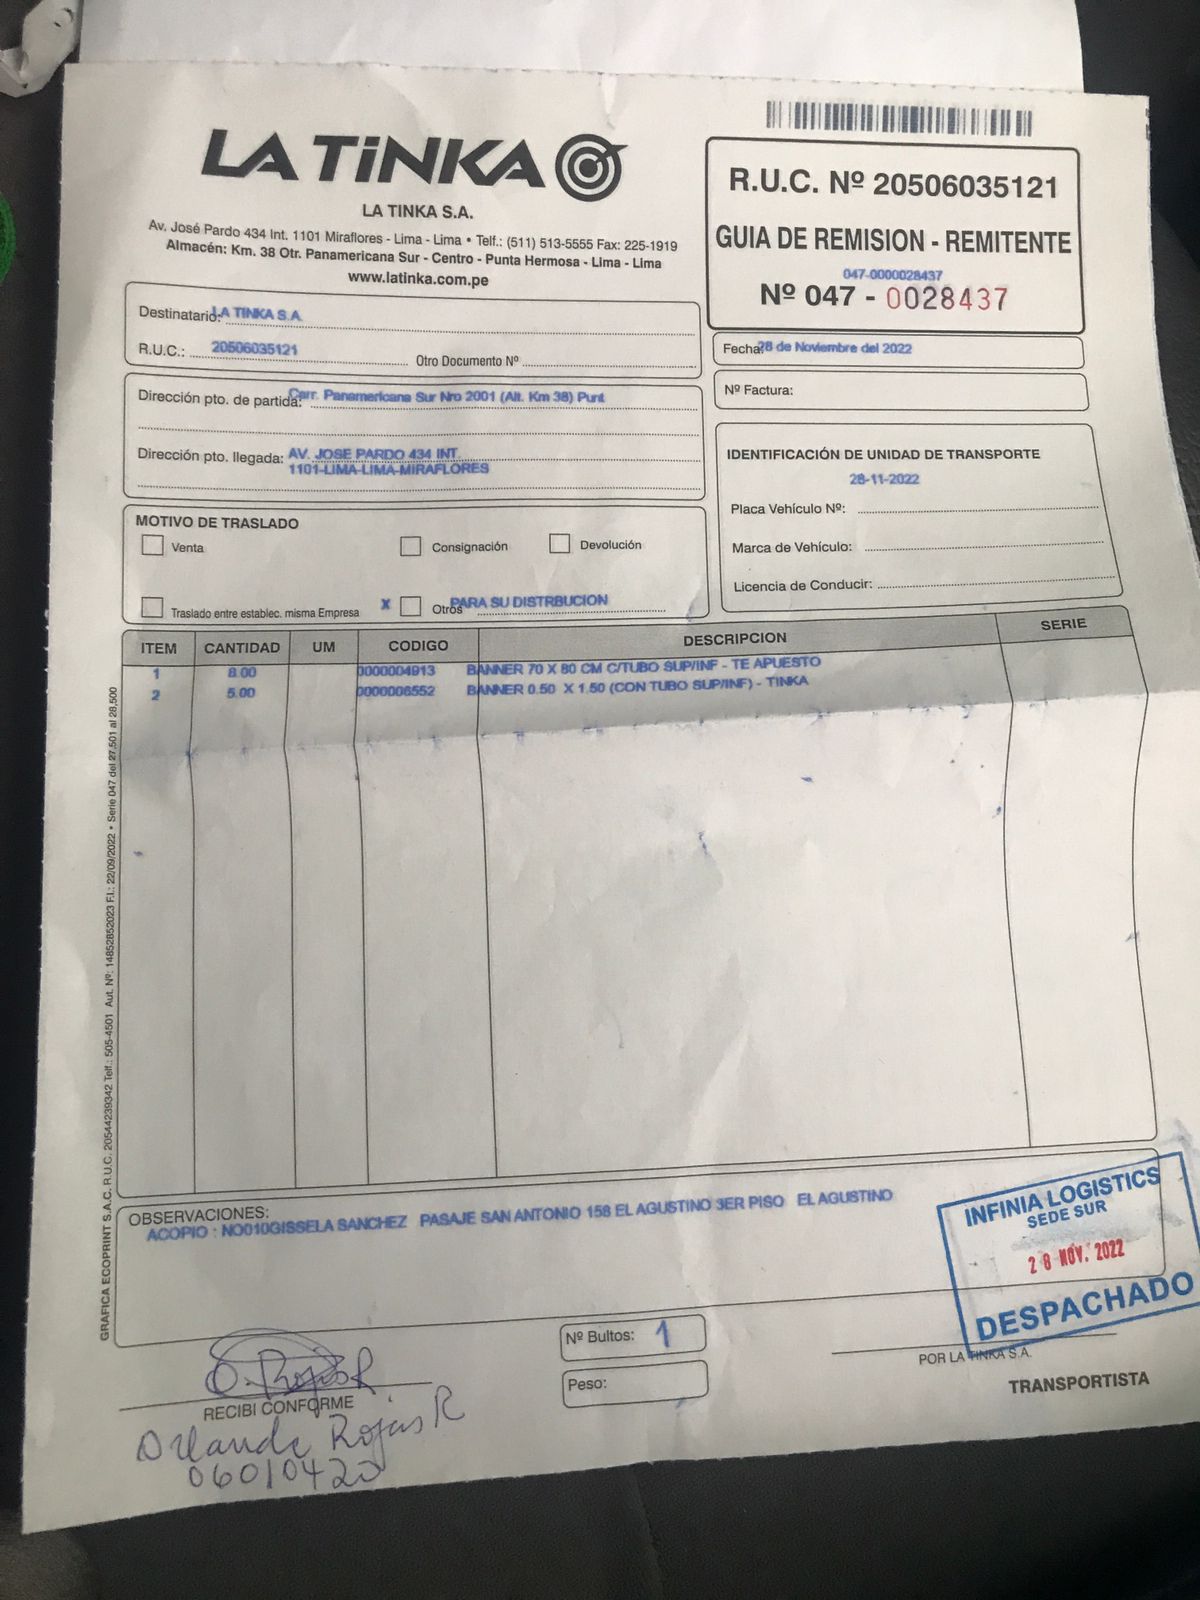 LA TiNKA
LA TINKA S.A.
Av. José Pardo 434 Int. 1101 Miraflores - Lima - Lima • Telf.: (511) 513-5555 Fax: 225-1919
Almacén: Km. 38 Otr. Panamericana Sur - Centro - Punta Hermosa - Lima - Lima
www.latinka.com.pe
R.U.C. Nº 20506035121
GUIA DE REMISION - REMITENTE
047-0000028437
Nº 047 - 0028437
Destinatario: LA TINKA S.A.
R.U.C.: 20506035121 Otro Documento Nº
Fecha: 28 de Noviembre del 2022
Nº Factura:
Dirección pto. de partida: Carr. Panamericana Sur Nro 2001 (Alt. Km 38) Punt
Dirección pto. llegada: AV. JOSE PARDO 434 INT.
1101-LIMA-LIMA-MIRAFLORES
IDENTIFICACIÓN DE UNIDAD DE TRANSPORTE
28-11-2022
Placa Vehículo Nº:
Marca de Vehículo:
Licencia de Conducir:
MOTIVO DE TRASLADO
Venta Consignación Devolución
Traslado entre establec. misma Empresa X Otros PARA SU DISTRBUCION
ITEM CANTIDAD UM CODIGO DESCRIPCION SERIE
1 8.00 0000004913 BANNER 70 X 80 CM C/TUBO SUP/INF - TE APUESTO
2 5.00 0000006552 BANNER 0.50 X 1.50 (CON TUBO SUP/INF) - TINKA
GRAFICA ECOPRINT S.A.C. R.U.C. 20544239342 Telf.: 505-4501 Aut. Nº: 14852852023 F.I.: 22/09/2022 • Serie 047 del 27,501 al 28,500
OBSERVACIONES:
ACOPIO : NO010GISSELA SANCHEZ PASAJE SAN ANTONIO 158 EL AGUSTINO 3ER PISO EL AGUSTINO
INFINIA LOGISTICS
SEDE SUR
28 NOV. 2022
DESPACHADO
Nº Bultos: 1
Peso:
O. Rojas R
RECIBI CONFORME
Orlando Rojas R
06010420
POR LA TINKA S.A.
TRANSPORTISTA